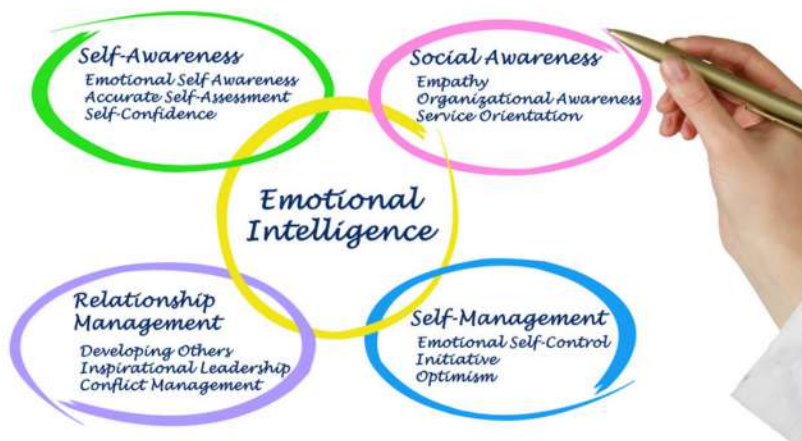 Self-Awareness
Emotional Self Awareness
Accurate Self-Assessment
Self-Confidence
Social Awareness
Empathy
Organizational Awareness
Service Orientation
Emotional
Intelligence
Relationship
Management
Developing Others
Inspirational Leadership
Conflict Management
Self-Management
Emotional Self-Control
Initiative
Optimism